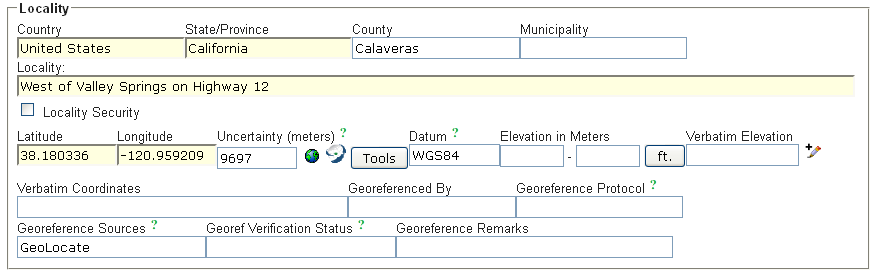 Locality
Country State/Province County Municipality
United States California Calaveras
Locality:
West of Valley Springs on Highway 12
Locality Security
Latitude Longitude Uncertainty (meters) ? Datum ? Elevation in Meters Verbatim Elevation
38.180336 -120.959209 9697 Tools WGS84 - ft.
Verbatim Coordinates Georeferenced By Georeference Protocol ?
Georeference Sources ? Georef Verification Status ? Georeference Remarks
GeoLocate